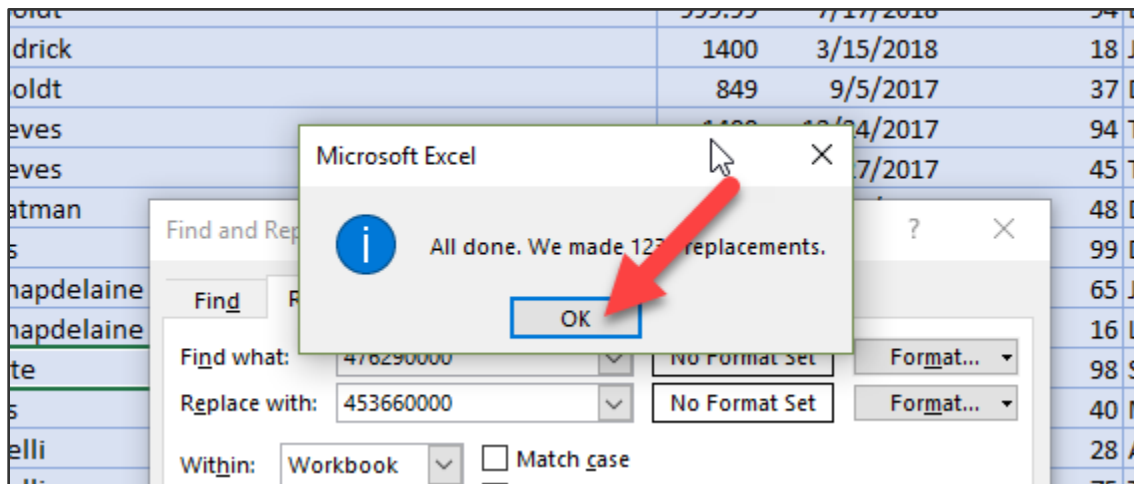 drick 1400 3/15/2018 18
oldt 849 9/5/2017 37
eves /2017 94
eves 7/2017 45
Microsoft Excel
atman 48
Find and Rep ?
All done. We made replacements.
s 99
hapdelaine 65
Find R
hapdelaine 16
OK
Find what: 476290000 No Format Set Format...
te 98
Replace with: 453660000 No Format Set Format...
s 40
elli 28
Within: Workbook Match case